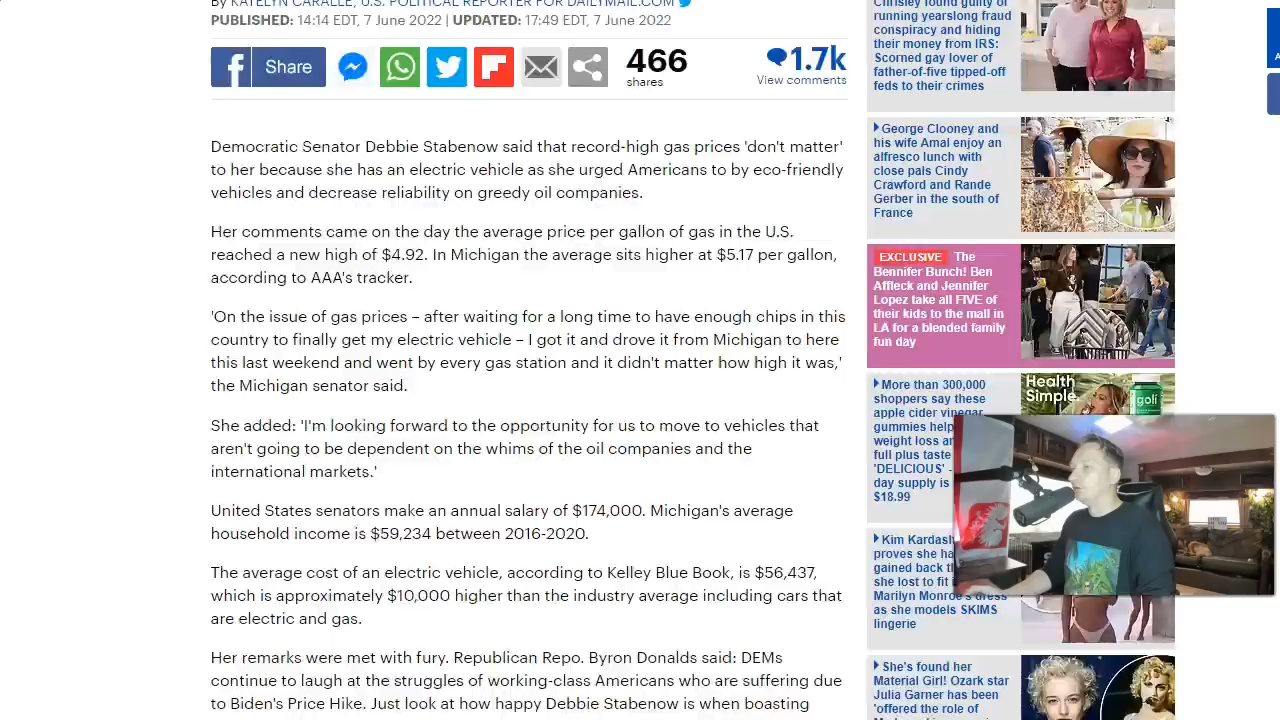 By KATELYN CARALLE, U.S. POLITICAL REPORTER FOR DAILYMAIL.COM
PUBLISHED: 14:14 EDT, 7 June 2022 | UPDATED: 17:49 EDT, 7 June 2022
Share
466
shares
1.7k
View comments
Democratic Senator Debbie Stabenow said that record-high gas prices 'don't matter'
to her because she has an electric vehicle as she urged Americans to by eco-friendly
vehicles and decrease reliability on greedy oil companies.
Her comments came on the day the average price per gallon of gas in the U.S.
reached a new high of $4.92. In Michigan the average sits higher at $5.17 per gallon,
according to AAA's tracker.
'On the issue of gas prices – after waiting for a long time to have enough chips in this
country to finally get my electric vehicle – I got it and drove it from Michigan to here
this last weekend and went by every gas station and it didn't matter how high it was,'
the Michigan senator said.
She added: 'I'm looking forward to the opportunity for us to move to vehicles that
aren't going to be dependent on the whims of the oil companies and the
international markets.'
United States senators make an annual salary of $174,000. Michigan's average
household income is $59,234 between 2016-2020.
The average cost of an electric vehicle, according to Kelley Blue Book, is $56,437,
which is approximately $10,000 higher than the industry average including cars that
are electric and gas.
Her remarks were met with fury. Republican Repo. Byron Donalds said: DEMs
continue to laugh at the struggles of working-class Americans who are suffering due
to Biden's Price Hike. Just look at how happy Debbie Stabenow is when boasting
Chrisley found guilty of
running yearslong fraud
conspiracy and hiding
their money from IRS:
Scorned gay lover of
father-of-five tipped-off
feds to their crimes
George Clooney and
his wife Amal enjoy an
alfresco lunch with
close pals Cindy
Crawford and Rande
Gerber in the south of
France
EXCLUSIVE The
Bennifer Bunch! Ben
Affleck and Jennifer
Lopez take all FIVE of
their kids to the mall in
LA for a blended family
fun day
More than 300,000
shoppers say these
apple cider vinegar
gummies help
weight loss
full plus taste
'DELICIOUS' -
day supply is
$18.99
Health
Simple.
goli
Kim
proves she
gained back
she lost to fit
Marilyn Monroe's dress
as she models SKIMS
lingerie
She's found her
Material Girl! Ozark star
Julia Garner has been
'offered the role of